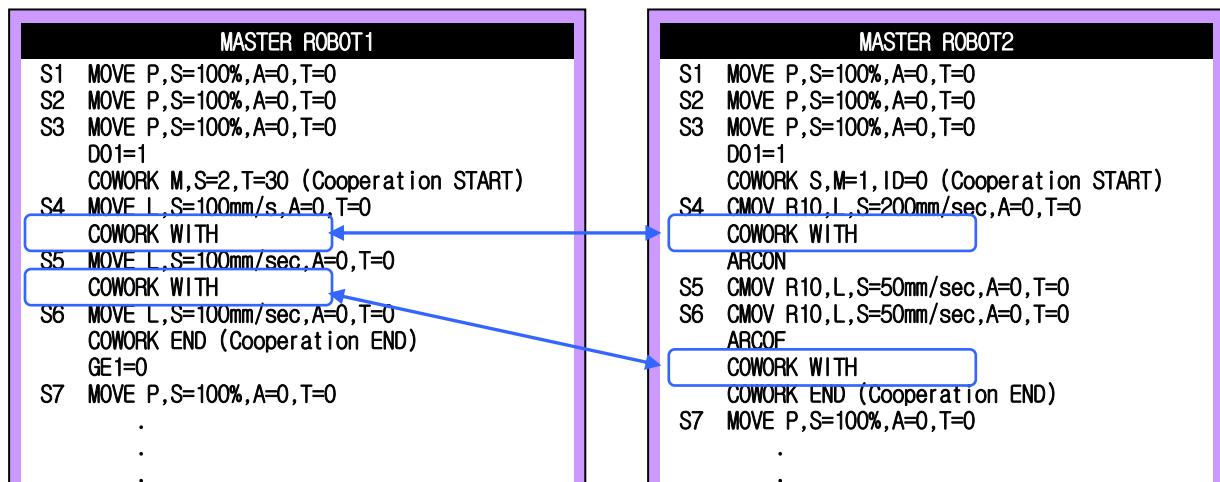 MASTER ROBOT1
S1 MOVE P,S=100%,A=0,T=0
S2 MOVE P,S=100%,A=0,T=0
S3 MOVE P,S=100%,A=0,T=0
DO1=1
COWORK M,S=2,T=30 (Cooperation START)
S4 MOVE L,S=100mm/s,A=0,T=0
COWORK WITH
S5 MOVE L,S=100mm/sec,A=0,T=0
COWORK WITH
S6 MOVE L,S=100mm/sec,A=0,T=0
COWORK END (Cooperation END)
GE1=0
S7 MOVE P,S=100%,A=0,T=0
.
.
.
MASTER ROBOT2
S1 MOVE P,S=100%,A=0,T=0
S2 MOVE P,S=100%,A=0,T=0
S3 MOVE P,S=100%,A=0,T=0
DO1=1
COWORK S,M=1,ID=0 (Cooperation START)
S4 CMOV R10,L,S=200mm/sec,A=0,T=0
COWORK WITH
ARCON
S5 CMOV R10,L,S=50mm/sec,A=0,T=0
S6 CMOV R10,L,S=50mm/sec,A=0,T=0
ARCOF
COWORK WITH
COWORK END (Cooperation END)
S7 MOVE P,S=100%,A=0,T=0
.
.